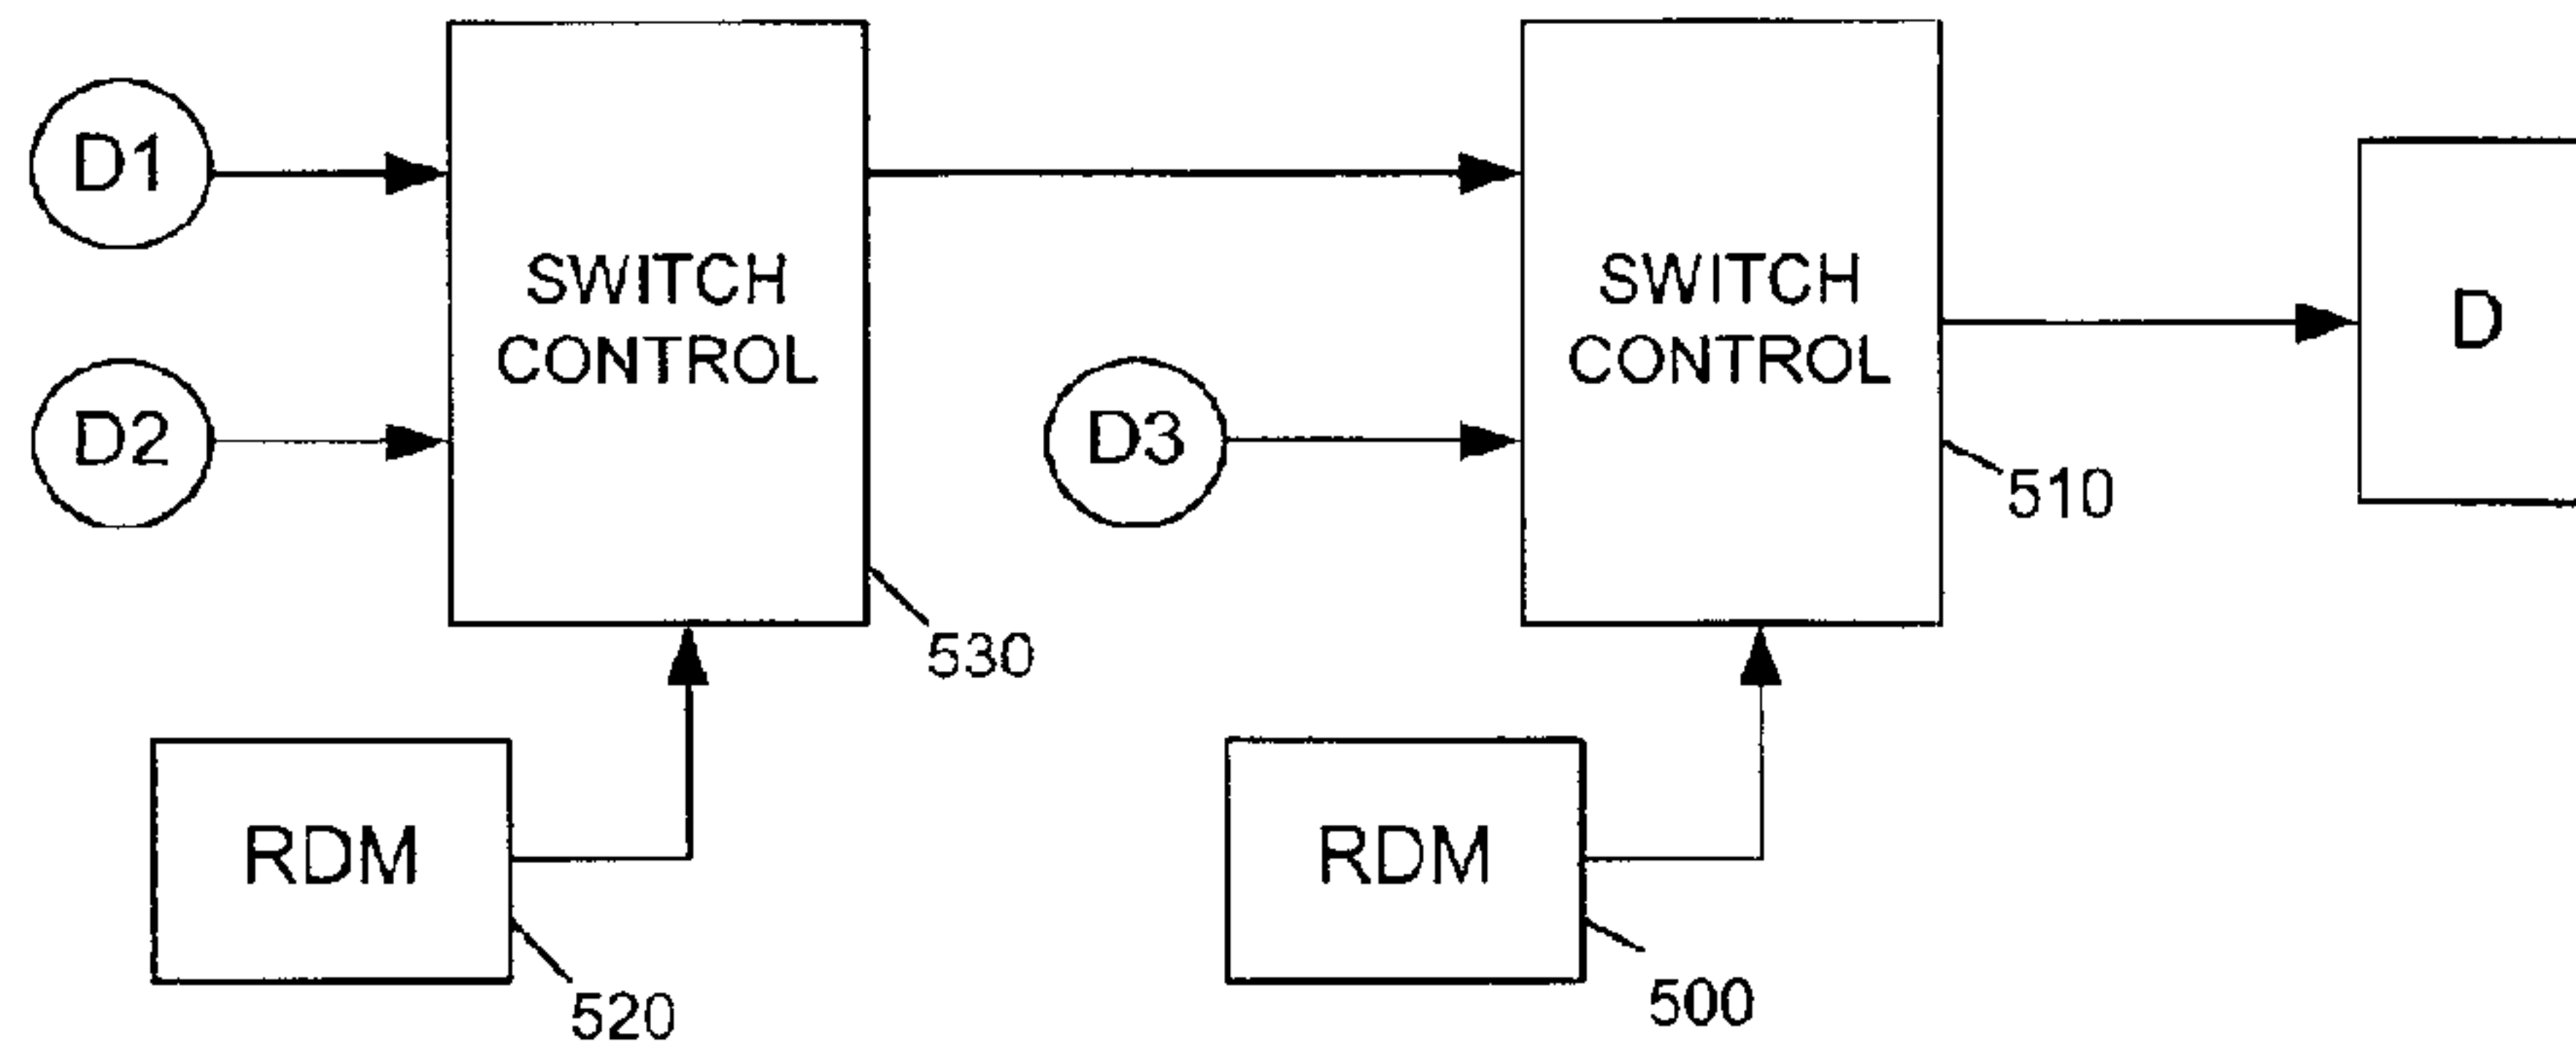 D1
SWITCH
CONTROL
SWITCH
CONTROL
D
D2
D3
510
530
RDM
RDM
520
500